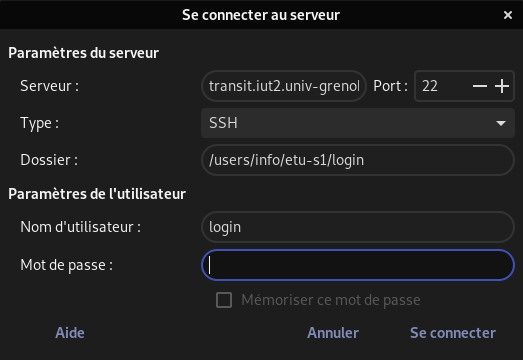 Se connecter au serveur
Paramètres du serveur
Serveur : transit.iut2.univ-grenol Port : 22
Type : SSH
Dossier : /users/info/etu-s1/login
Paramètres de l'utilisateur
Nom d'utilisateur : login
Mot de passe :
Mémoriser ce mot de passe
Aide Annuler Se connecter